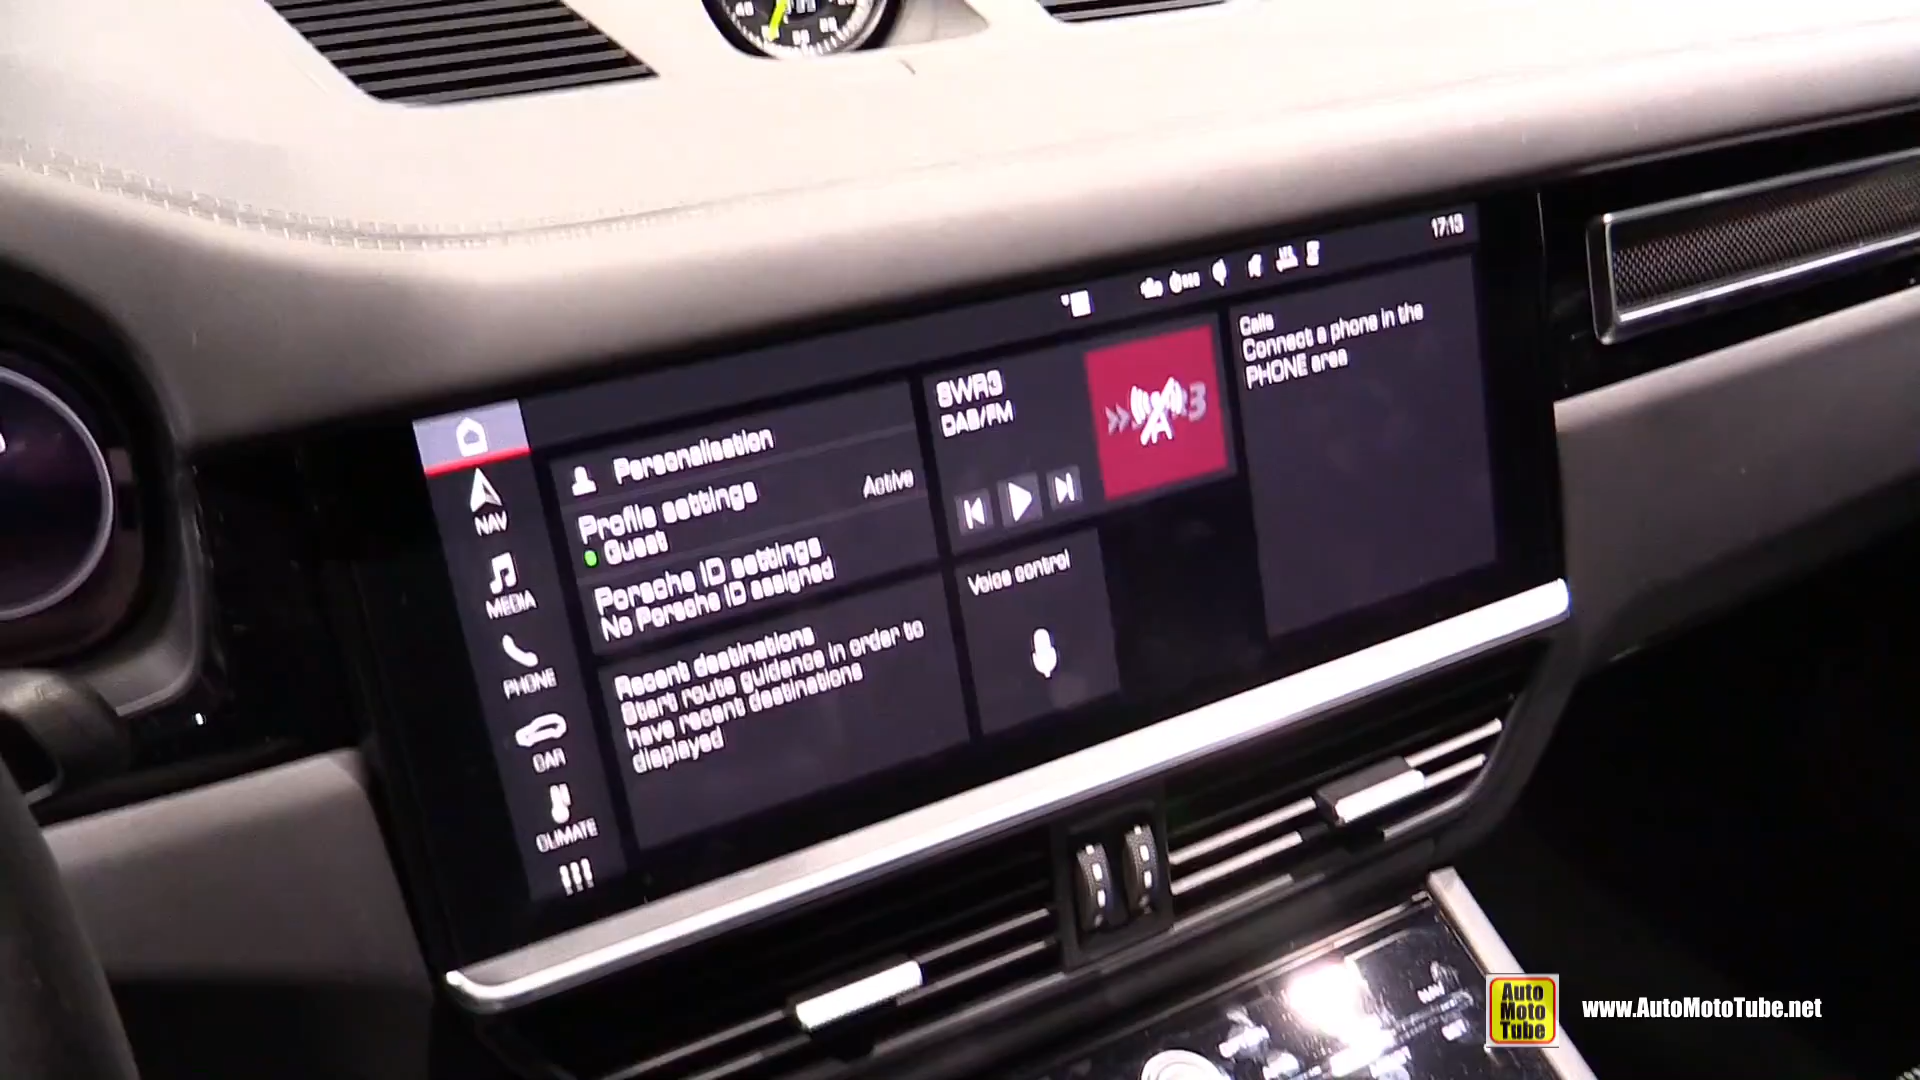 17:13
Personalisation
Profile settings
Active
Guest
Porsche ID settings
No Porsche ID assigned
Recent destinations
Start route guidance in order to
have recent destinations
displayed
SWR3
DAB/FM
Voice control
Calls
Connect a phone in the
PHONE area
NAV
MEDIA
PHONE
CAR
CLIMATE
NAV
Auto
Moto
Tube
www.AutoMotoTube.net